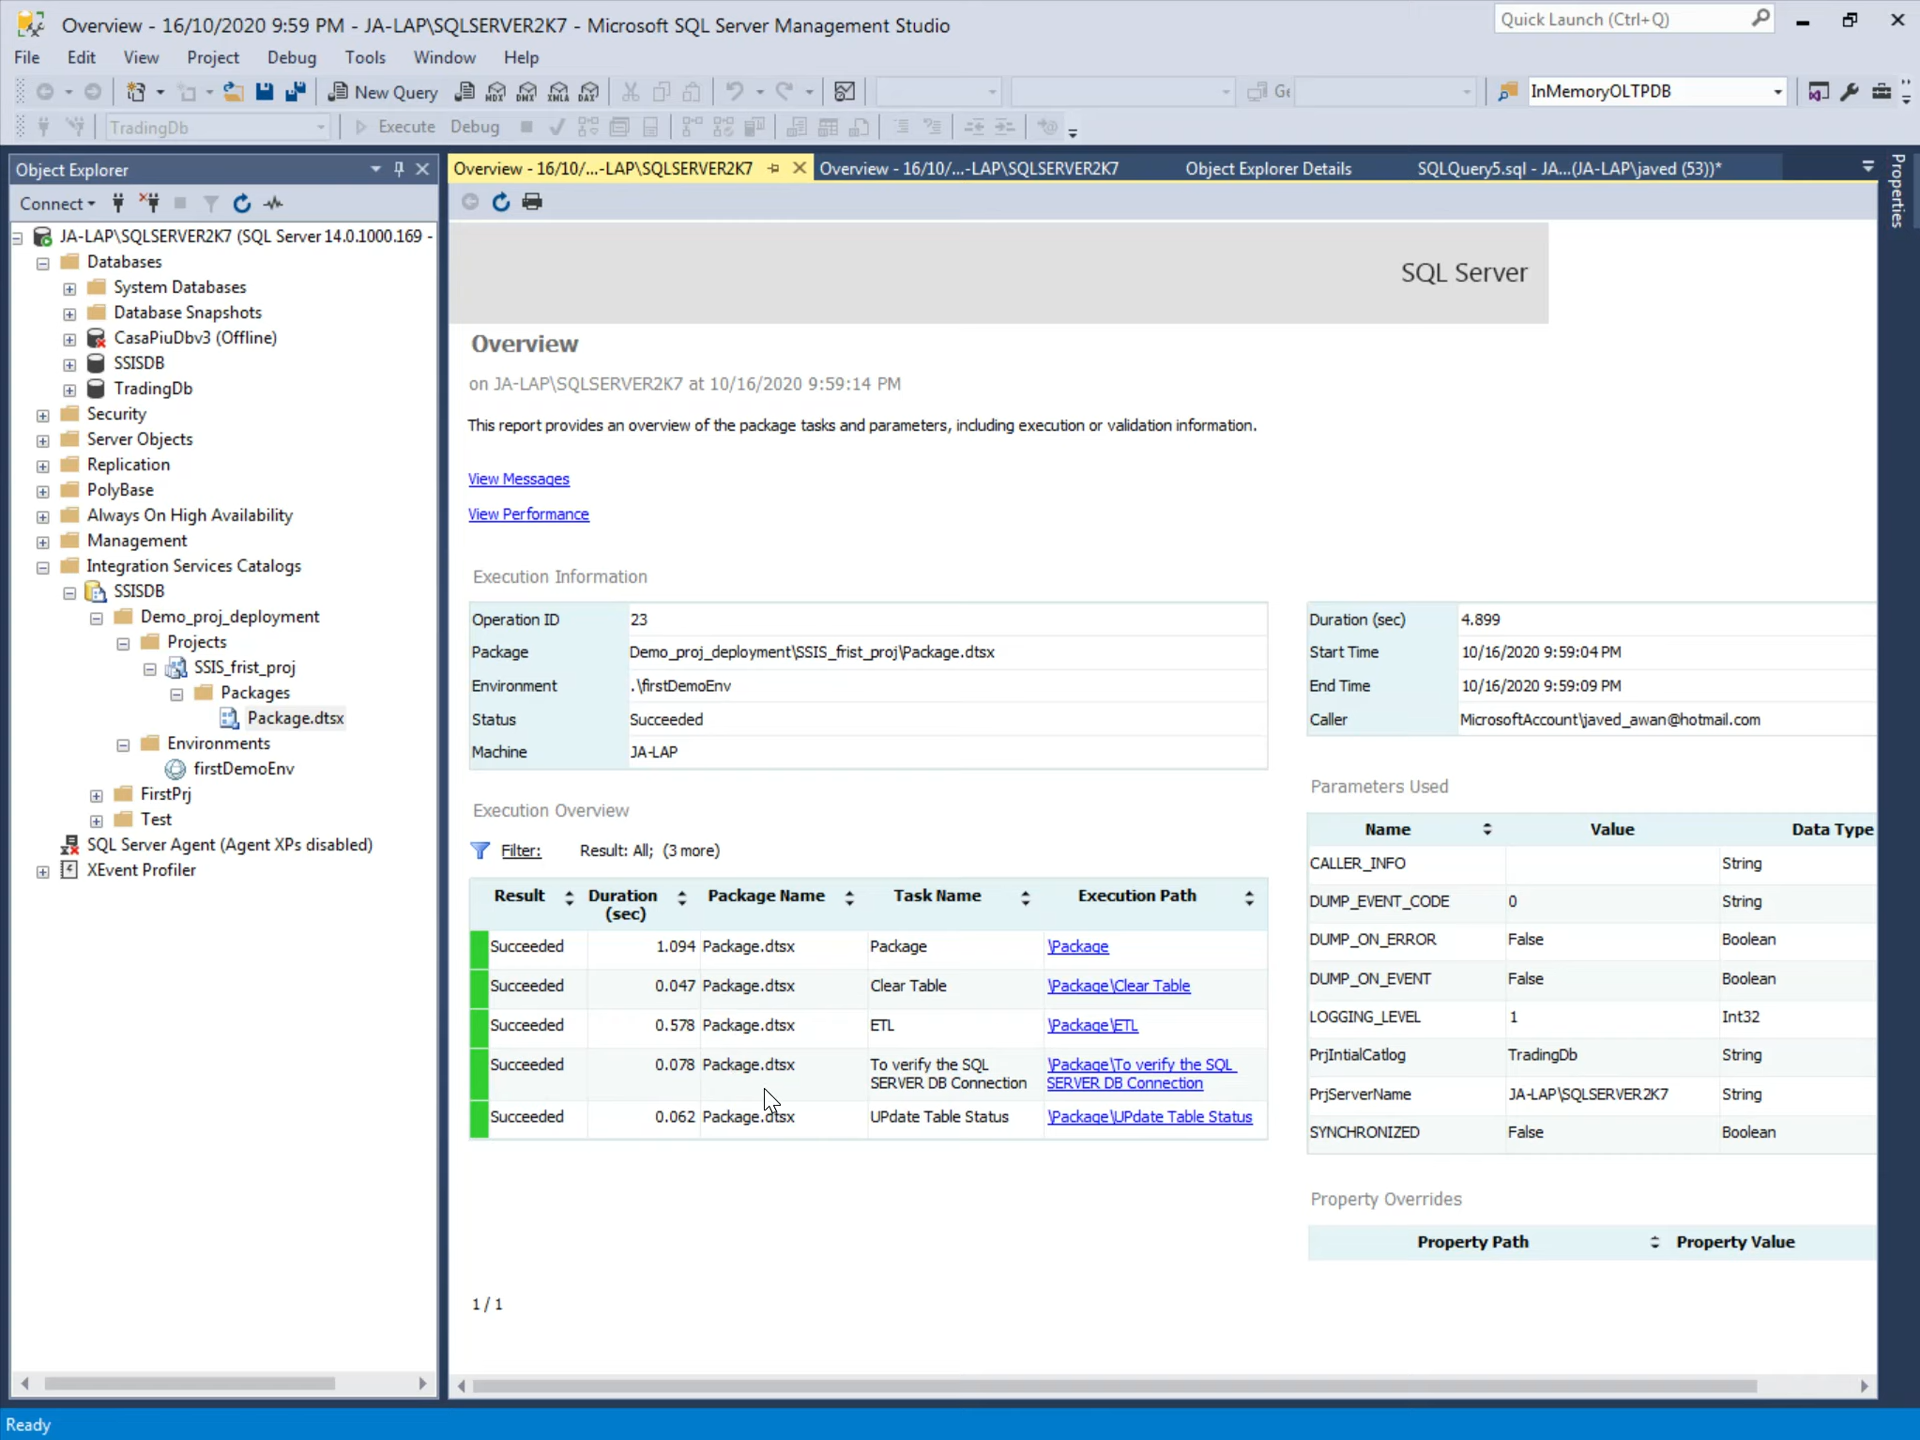 Overview - 16/10/2020 9:59 PM - JA-LAP\SQLSERVER2K7 - Microsoft SQL Server Management Studio
Quick Launch (Ctrl+Q)
File Edit View Project Debug Tools Window Help
New Query MDX DMX XMLA DAX Ge InMemoryOLTPDB
TradingDb Execute Debug
Object Explorer
Connect
JA-LAP\SQLSERVER2K7 (SQL Server 14.0.1000.169 -
Databases
System Databases
Database Snapshots
CasaPiuDbv3 (Offline)
SSISDB
TradingDb
Security
Server Objects
Replication
PolyBase
Always On High Availability
Management
Integration Services Catalogs
SSISDB
Demo_proj_deployment
Projects
SSIS_frist_proj
Packages
Package.dtsx
Environments
firstDemoEnv
FirstPrj
Test
SQL Server Agent (Agent XPs disabled)
XEvent Profiler
Overview - 16/10/...-LAP\SQLSERVER2K7
Overview - 16/10/...-LAP\SQLSERVER2K7
Object Explorer Details
SQLQuery5.sql - JA...(JA-LAP\javed (53))*
Properties
SQL Server
Overview
on JA-LAP\SQLSERVER2K7 at 10/16/2020 9:59:14 PM
This report provides an overview of the package tasks and parameters, including execution or validation information.
View Messages
View Performance
Execution Information
Operation ID 23
Package Demo_proj_deployment\SSIS_frist_proj\Package.dtsx
Environment .\firstDemoEnv
Status Succeeded
Machine JA-LAP
Duration (sec) 4.899
Start Time 10/16/2020 9:59:04 PM
End Time 10/16/2020 9:59:09 PM
Caller MicrosoftAccount\javed_awan@hotmail.com
Execution Overview
Filter: Result: All; (3 more)
Result Duration (sec) Package Name Task Name Execution Path
Succeeded 1.094 Package.dtsx Package \Package
Succeeded 0.047 Package.dtsx Clear Table \Package\Clear Table
Succeeded 0.578 Package.dtsx ETL \Package\ETL
Succeeded 0.078 Package.dtsx To verify the SQL SERVER DB Connection \Package\To verify the SQL SERVER DB Connection
Succeeded 0.062 Package.dtsx UPdate Table Status \Package\UPdate Table Status
Parameters Used
Name Value Data Type
CALLER_INFO String
DUMP_EVENT_CODE 0 String
DUMP_ON_ERROR False Boolean
DUMP_ON_EVENT False Boolean
LOGGING_LEVEL 1 Int32
PrjIntialCatlog TradingDb String
PrjServerName JA-LAP\SQLSERVER2K7 String
SYNCHRONIZED False Boolean
Property Overrides
Property Path Property Value
1 / 1
Ready